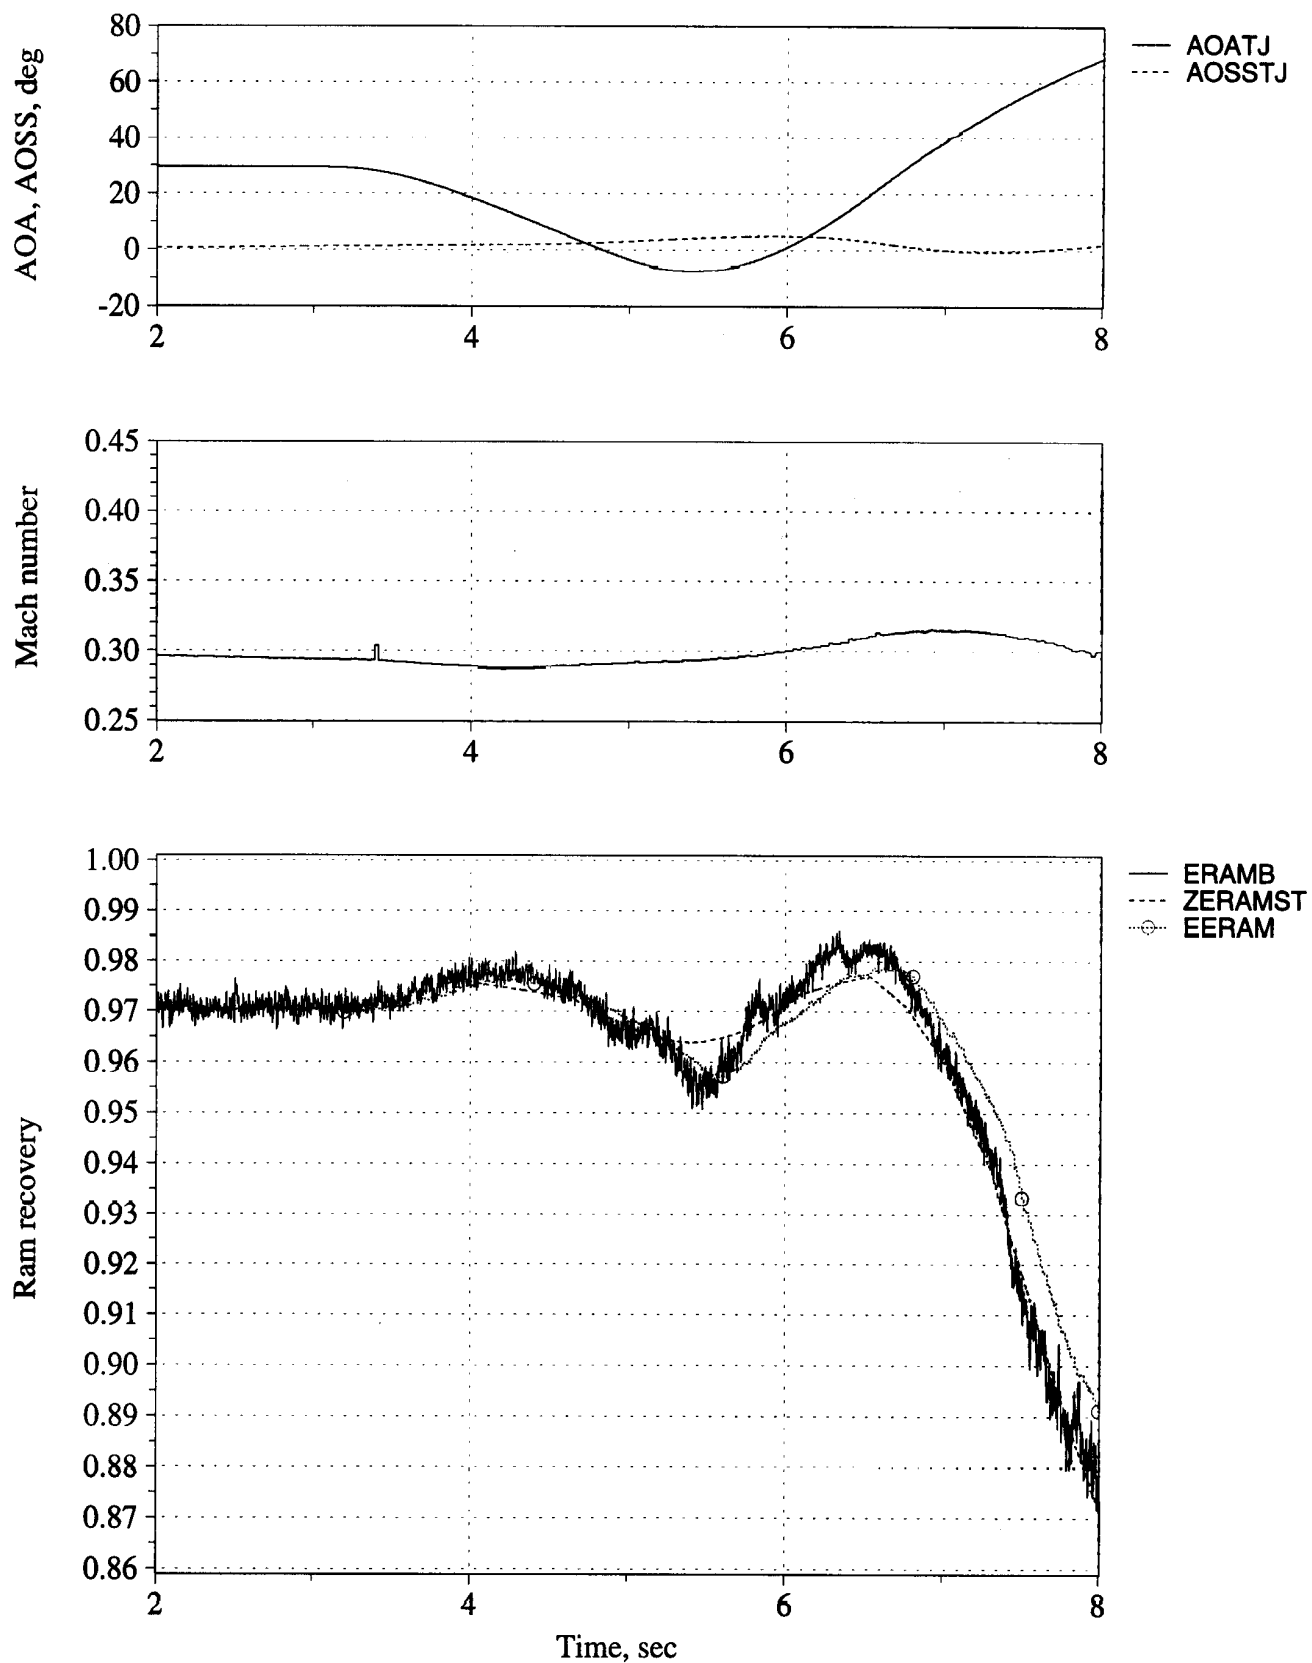 AOA, AOSS, deg
80
60
40
20
0
-20
2 4 6 8
AOATJ
AOSSTJ
Mach number
0.45
0.40
0.35
0.30
0.25
2 4 6 8
Ram recovery
1.00
0.99
0.98
0.97
0.96
0.95
0.94
0.93
0.92
0.91
0.90
0.89
0.88
0.87
0.86
2 4 6 8
Time, sec
ERAMB
ZERAMST
EERAM